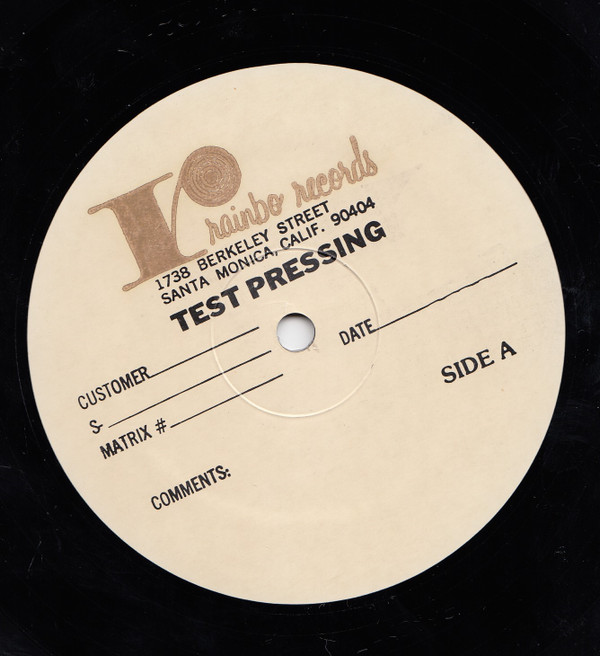 r rainbo records
1738 BERKELEY STREET
SANTA MONICA, CALIF. 90404
TEST PRESSING
CUSTOMER
DATE
S-
MATRIX #
SIDE A
COMMENTS: